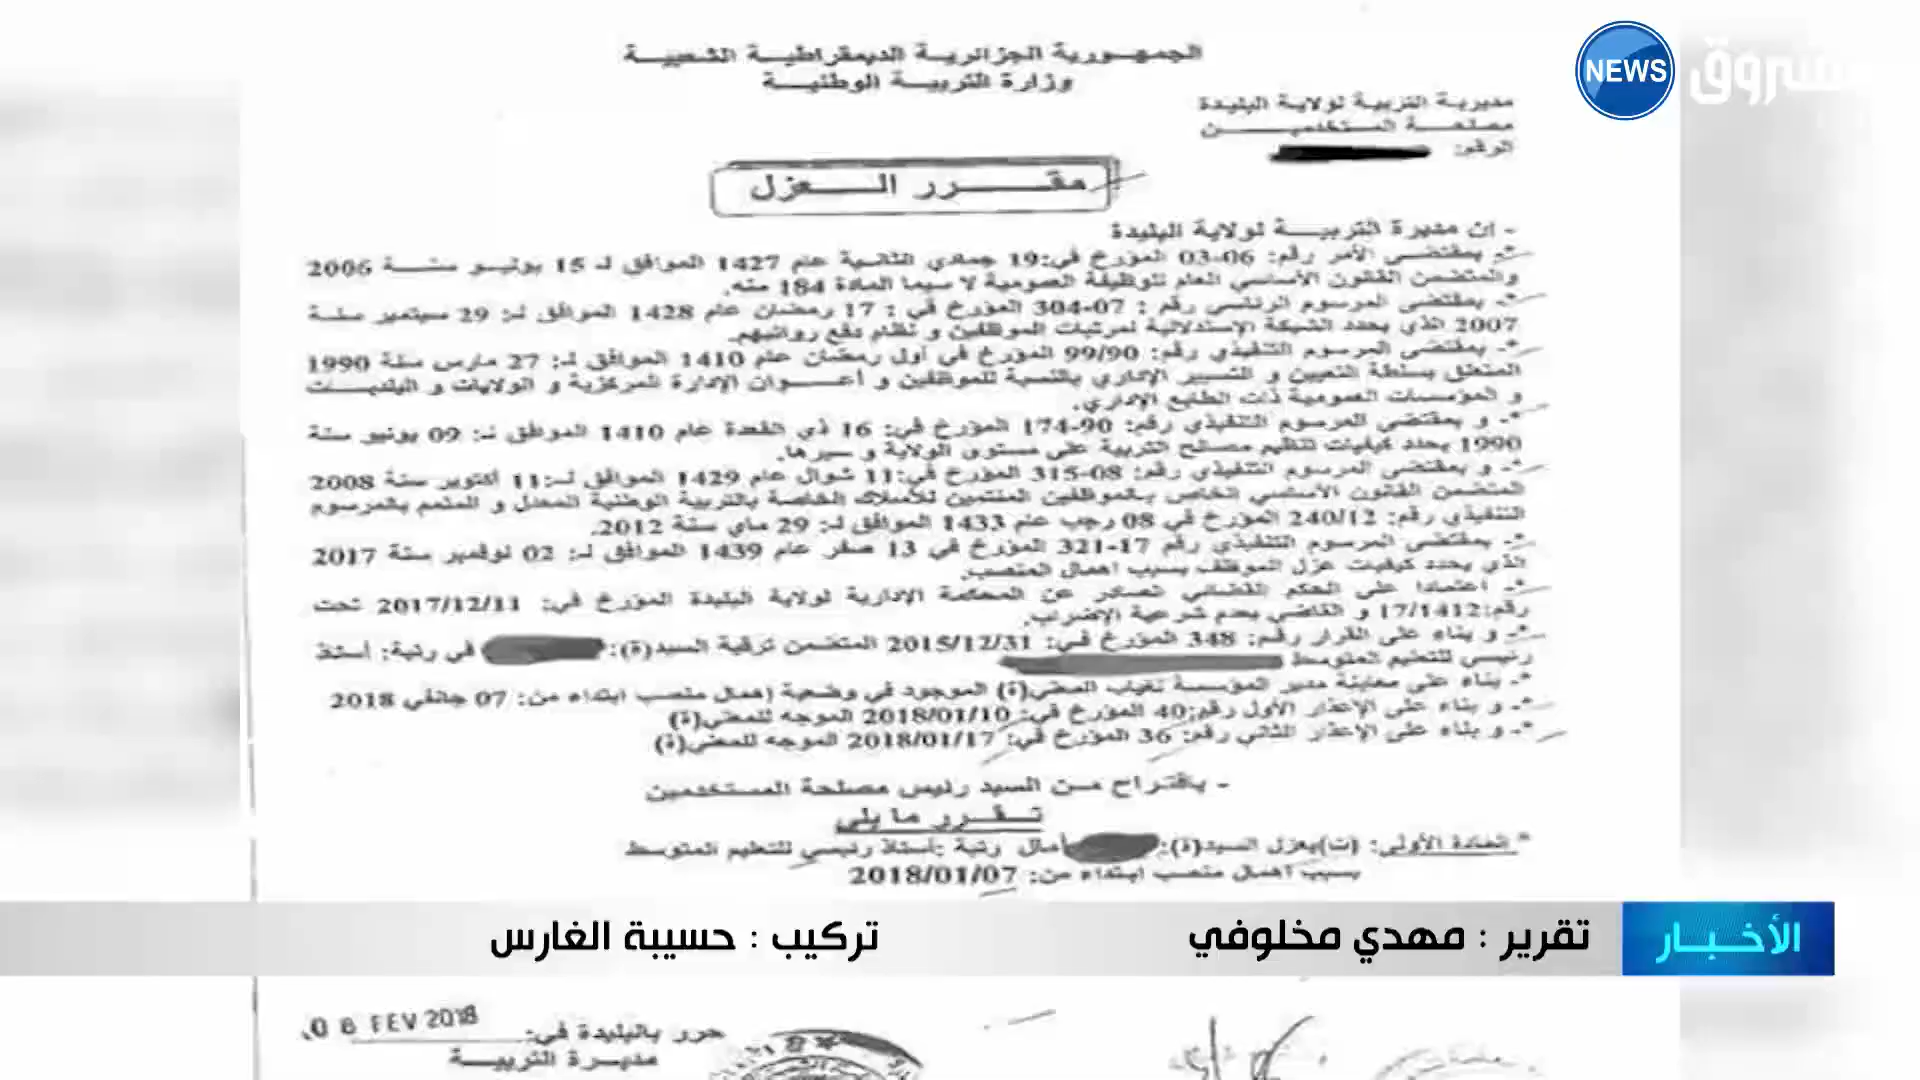 الجمهورية الجزائرية الديمقراطية الشعبية
وزارة التربية الوطنية
NEWS
الشروق
مديرية التربية لولاية البليدة
مصلحة المستخدمين
الرقم:
مقرر العزل
- ان مديرة التربية لولاية البليدة
*- بمقتضى الأمر رقم: 06-03 المؤرخ في:19 جمادي الثانية عام 1427 الموافق لـ 15 يوليو سنة 2006
والمتضمن القانون الأساسي العام للوظيفة العمومية لا سيما المادة 184 منه.
*- بمقتضى المرسوم الرئاسي رقم : 07-304 المؤرخ في : 17 رمضان عام 1428 الموافق لـ: 29 سبتمبر سنة
2007 الذي يحدد الشبكة الإستدلالية لمرتبات الموظفين و نظام دفع رواتبهم.
*- بمقتضى المرسوم التنفيذي رقم: 99/90 المؤرخ في أول رمضان عام 1410 الموافق لـ: 27 مارس سنة 1990
المتعلق بسلطة التعيين و التسيير الإداري بالنسبة للموظفين و أعوان الإدارة المركزية و الولايات و البلديات
و المؤسسات العمومية ذات الطابع الإداري.
*- و بمقتضى المرسوم التنفيذي رقم: 90-174 المؤرخ في: 16 ذي القعدة عام 1410 الموافق لـ: 09 يونيو سنة
1990 يحدد كيفيات تنظيم مصالح التربية على مستوى الولاية و سيرها.
*- و بمقتضى المرسوم التنفيذي رقم: 08-315 المؤرخ في:11 شوال عام 1429 الموافق لـ:11 أكتوبر سنة 2008
المتضمن القانون الأساسي الخاص بالموظفين المنتمين للأسلاك الخاصة بالتربية الوطنية المعدل و المتمم بالمرسوم
التنفيذي رقم: 240/12 المؤرخ في 08 رجب عام 1433 الموافق لـ: 29 ماي سنة 2012.
*- بمقتضى المرسوم التنفيذي رقم 17-321 المؤرخ في 13 صفر عام 1439 الموافق لـ: 02 نوفمبر سنة 2017
الذي يحدد كيفيات عزل الموظف بسبب اهمال المنصب.
*- اعتمادا على الحكم القضائي الصادر عن المحكمة الإدارية لولاية البليدة المؤرخ في: 2017/12/11 تحت
رقم:17/1412 و القاضي بعدم شرعية الإضراب.
*- و بناء على القرار رقم: 348 المؤرخ في: 2015/12/31 المتضمن ترقية السيد(ة): في رتبة: أستاذ
رئيسي للتعليم المتوسط
*- بناء على معاينة مدير المؤسسة لغياب المعني(ة) الموجود في وضعية إهمال منصب ابتداء من: 07 جانفي 2018
*- و بناء على الإعذار الأول رقم:40 المؤرخ في: 2018/01/10 الموجه للمعني(ة)
*- و بناء على الإعذار الثاني رقم: 36 المؤرخ في: 2018/01/17 الموجه للمعني(ة)
- باقتراح من السيد رئيس مصلحة المستخدمين
تقرر ما يلي
* المادة الأولى: (ت)يعزل السيد(ة): أمال رتبة :أستاذ رئيسي للتعليم المتوسط
بسبب اهمال منصب ابتداء من: 2018/01/07
الأخبار
تقرير : مهدي مخلوفي
تركيب : حسيبة الغارس
حرر بالبليدة في: 08 FEV 2018
مديرة التربية